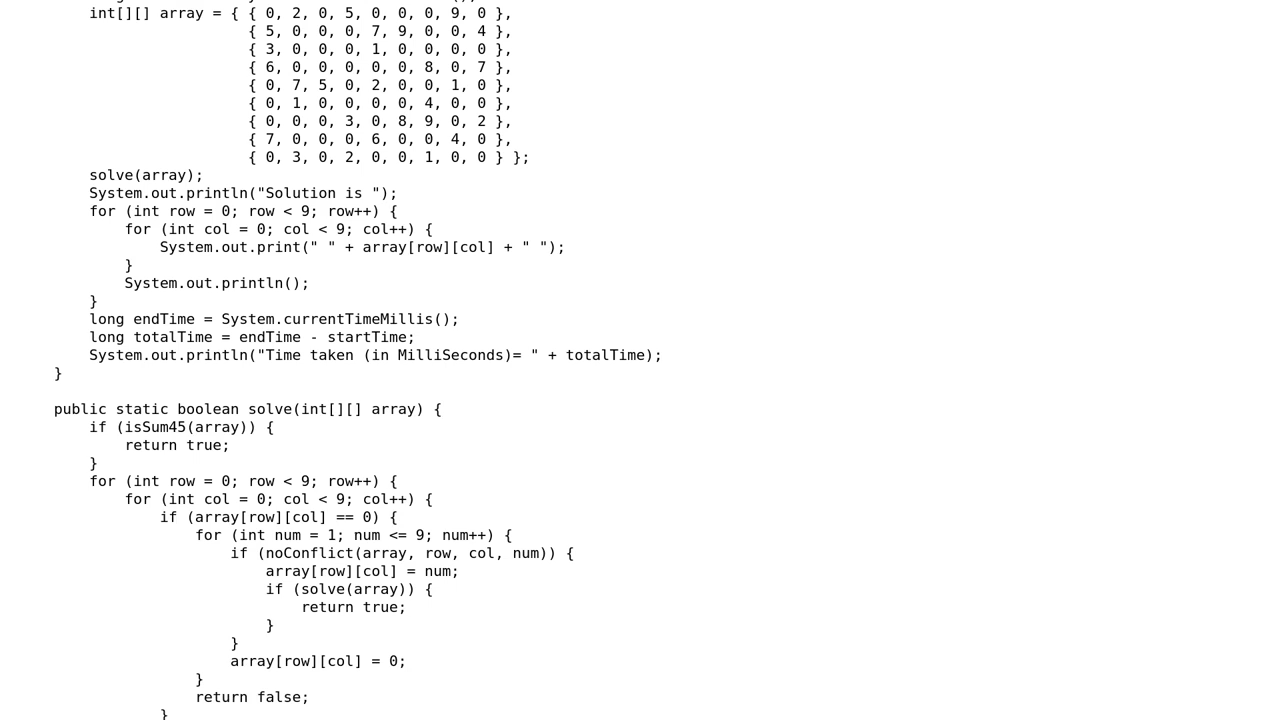 int[][] array = { { 0, 2, 0, 5, 0, 0, 0, 9, 0 },
{ 5, 0, 0, 0, 7, 9, 0, 0, 4 },
{ 3, 0, 0, 0, 1, 0, 0, 0, 0 },
{ 6, 0, 0, 0, 0, 0, 8, 0, 7 },
{ 0, 7, 5, 0, 2, 0, 0, 1, 0 },
{ 0, 1, 0, 0, 0, 0, 4, 0, 0 },
{ 0, 0, 0, 3, 0, 8, 9, 0, 2 },
{ 7, 0, 0, 0, 6, 0, 0, 4, 0 },
{ 0, 3, 0, 2, 0, 0, 1, 0, 0 } };
solve(array);
System.out.println("Solution is ");
for (int row = 0; row < 9; row++) {
for (int col = 0; col < 9; col++) {
System.out.print(" " + array[row][col] + " ");
}
System.out.println();
}
long endTime = System.currentTimeMillis();
long totalTime = endTime - startTime;
System.out.println("Time taken (in MilliSeconds)= " + totalTime);
}
public static boolean solve(int[][] array) {
if (isSum45(array)) {
return true;
}
for (int row = 0; row < 9; row++) {
for (int col = 0; col < 9; col++) {
if (array[row][col] == 0) {
for (int num = 1; num <= 9; num++) {
if (noConflict(array, row, col, num)) {
array[row][col] = num;
if (solve(array)) {
return true;
}
}
array[row][col] = 0;
}
return false;
}